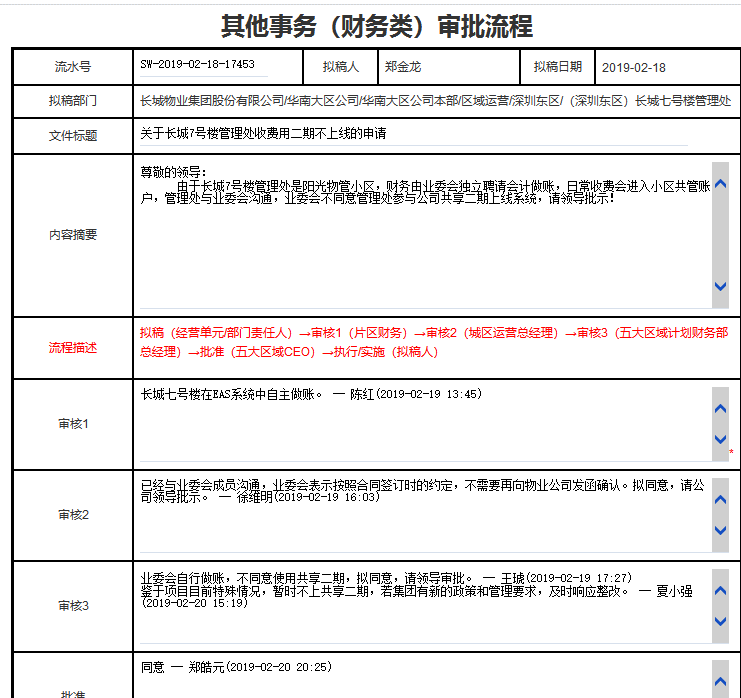 其他事务（财务类）审批流程
流水号 SW-2019-02-18-17453 拟稿人 郑金龙 拟稿日期 2019-02-18
拟稿部门 长城物业集团股份有限公司/华南大区公司/华南大区公司本部/区域运营/深圳东区/（深圳东区）长城七号楼管理处
文件标题 关于长城7号楼管理处收费用二期不上线的申请
内容摘要
尊敬的领导：
由于长城7号楼管理处是阳光物管小区，财务由业委会独立聘请会计做账，日常收费会进入小区共管账
户，管理处与业委会沟通，业委会不同意管理处参与公司共享二期上线系统，请领导批示！
流程描述
拟稿（经营单元/部门责任人）→审核1（片区财务）→审核2（城区运营总经理）→审核3（五大区域计划财务部
总经理）→批准（五大区域CEO）→执行/实施（拟稿人）
审核1
长城七号楼在EAS系统中自主做账。 — 陈红(2019-02-19 13:45)
*
审核2
已经与业委会成员沟通，业委会表示按照合同签订时的约定，不需要再向物业公司发函确认。拟同意，请公
司领导批示。 — 徐维明(2019-02-19 16:03)
审核3
业委会自行做账，不同意使用共享二期，拟同意，请领导审批。 — 王琥(2019-02-19 17:27)
鉴于项目目前特殊情况，暂时不上共享二期，若集团有新的政策和管理要求，及时响应整改。 — 夏小强
(2019-02-20 15:19)
批准
同意 — 郑皓元(2019-02-20 20:25)